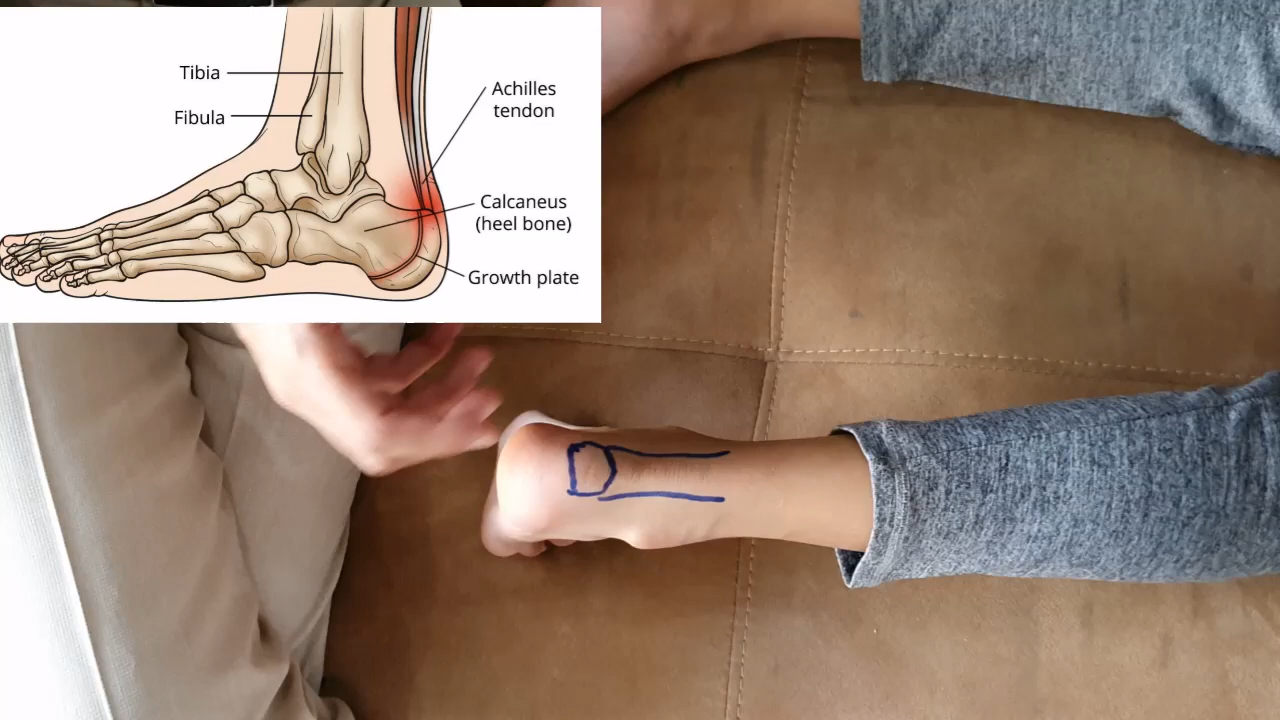 Tibia
Fibula
Achilles
tendon
Calcaneus
(heel bone)
Growth plate